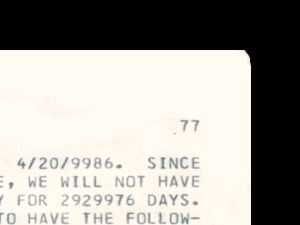 77
4/20/9986. SINCE
E, WE WILL NOT HAVE
Y FOR 2929976 DAYS.
TO HAVE THE FOLLOW-